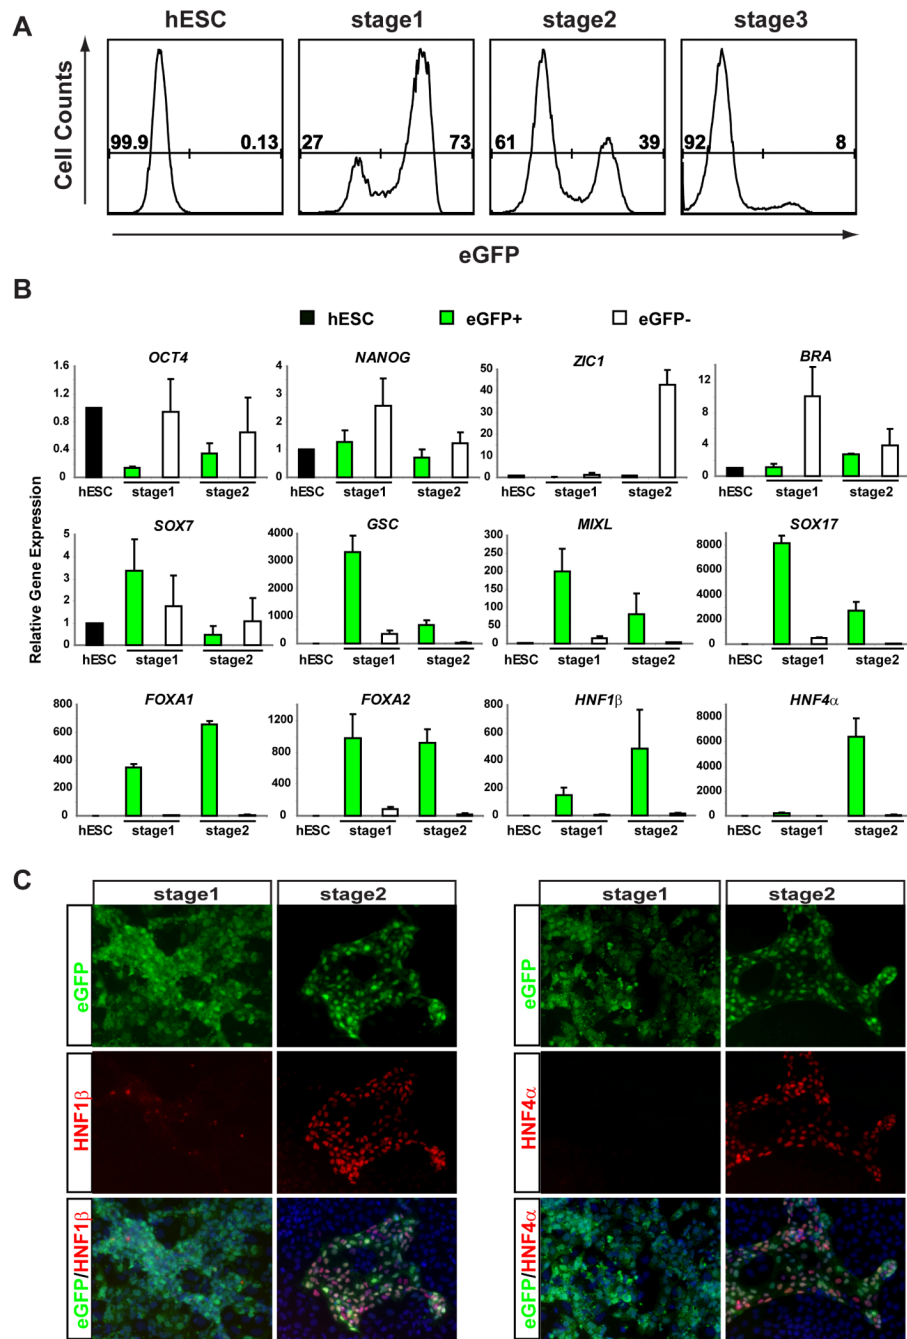 A
hESC stage1 stage2 stage3
Cell Counts
99.9 0.13 27 73 61 39 92 8
eGFP
B
hESC eGFP+ eGFP-
Relative Gene Expression
OCT4 NANOG ZIC1 BRA
1.6 1.2 0.8 0.4 0
4 3 2 1 0
50 40 30 20 10 0
12 8 4 0
hESC stage1 stage2 hESC stage1 stage2 hESC stage1 stage2 hESC stage1 stage2
SOX7 GSC MIXL SOX17
5 4 3 2 1 0
4000 3000 2000 1000 0
300 250 200 150 100 50 0
8000 6000 4000 2000 0
hESC stage1 stage2 hESC stage1 stage2 hESC stage1 stage2 hESC stage1 stage2
FOXA1 FOXA2 HNF1β HNF4α
800 600 400 200 0
1200 800 400 0
800 600 400 200 0
8000 6000 4000 2000 0
hESC stage1 stage2 hESC stage1 stage2 hESC stage1 stage2 hESC stage1 stage2
C
stage1 stage2 stage1 stage2
eGFP eGFP
HNF1β HNF4α
eGFP/HNF1β eGFP/HNF4α